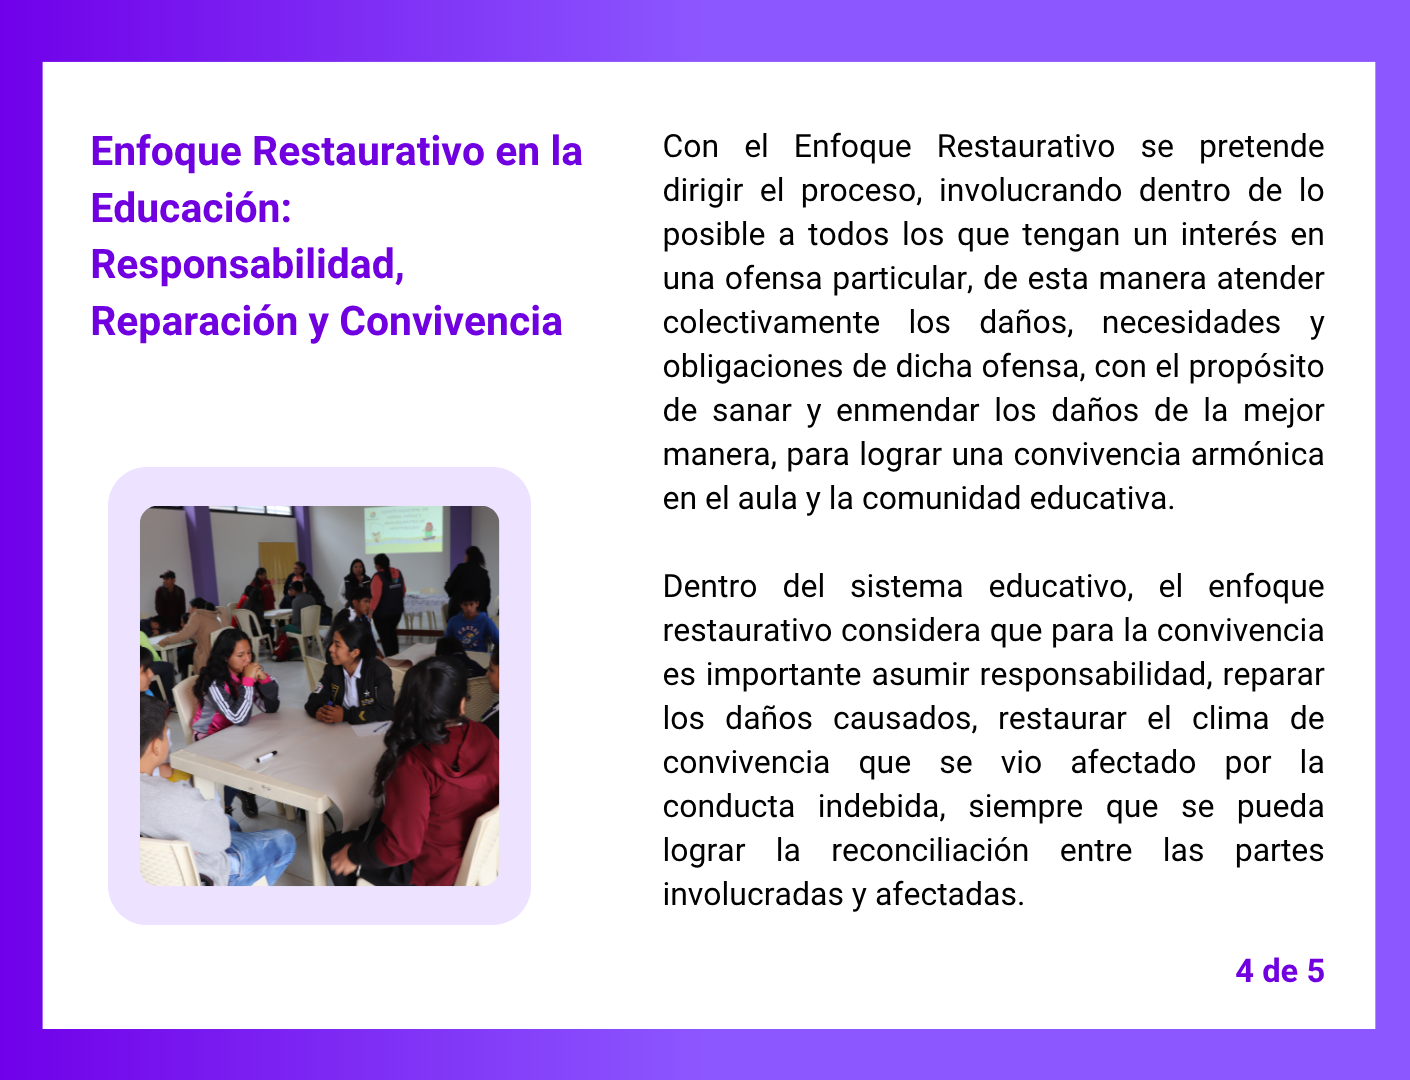 Enfoque Restaurativo en la
Educación:
Responsabilidad,
Reparación y Convivencia
Con el Enfoque Restaurativo se pretende
dirigir el proceso, involucrando dentro de lo
posible a todos los que tengan un interés en
una ofensa particular, de esta manera atender
colectivamente los daños, necesidades y
obligaciones de dicha ofensa, con el propósito
de sanar y enmendar los daños de la mejor
manera, para lograr una convivencia armónica
en el aula y la comunidad educativa.
Dentro del sistema educativo, el enfoque
restaurativo considera que para la convivencia
es importante asumir responsabilidad, reparar
los daños causados, restaurar el clima de
convivencia que se vio afectado por la
conducta indebida, siempre que se pueda
lograr la reconciliación entre las partes
involucradas y afectadas.
4 de 5